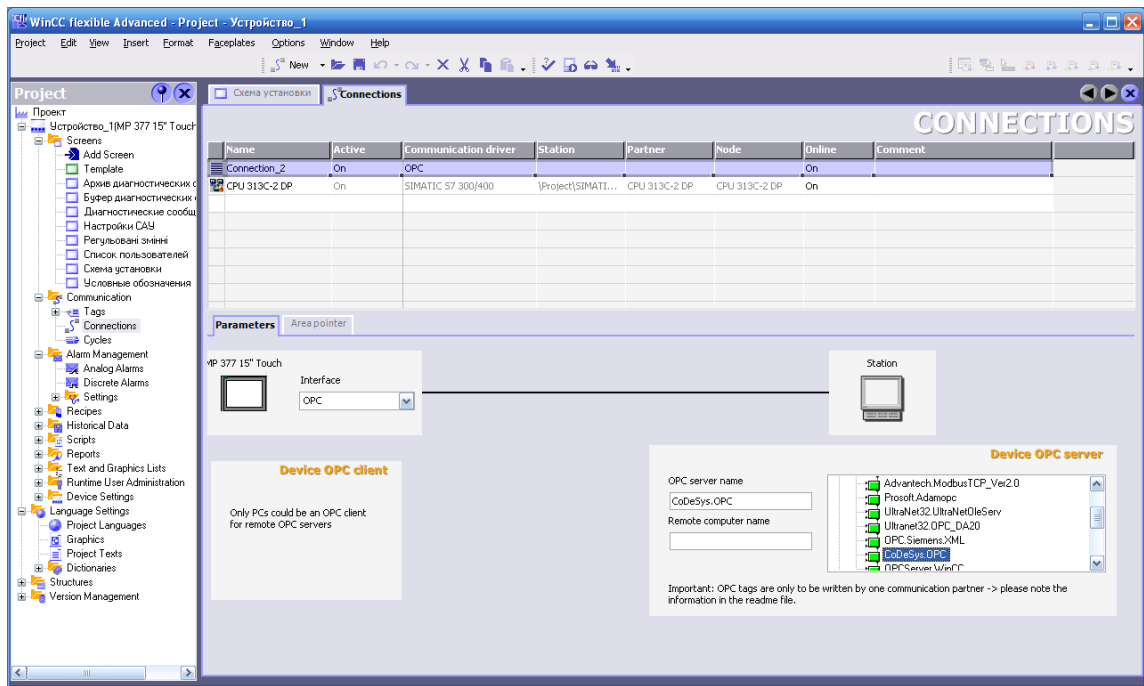 WinCC flexible Advanced - Project - Устройство_1
Project Edit View Insert Format Faceplates Options Window Help
New
Project
Схема установки
Connections
CONNECTIONS
Проект
Устройство_1(MP 377 15" Touch
Screens
Add Screen
Template
Архив диагностических с
Буфер диагностических
Диагностические сообщ
Настройки САУ
Регульовані змінні
Список пользователей
Схема установки
Условные обозначения
Communication
Tags
Connections
Cycles
Alarm Management
Analog Alarms
Discrete Alarms
Settings
Recipes
Historical Data
Scripts
Reports
Text and Graphics Lists
Runtime User Administration
Device Settings
Language Settings
Project Languages
Graphics
Project Texts
Dictionaries
Structures
Version Management
Name Active Communication driver Station Partner Node Online Comment
Connection_2 On OPC On
CPU 313C-2 DP On SIMATIC S7 300/400 \Project\SIMATI... CPU 313C-2 DP CPU 313C-2 DP On
Parameters Area pointer
MP 377 15" Touch
Interface
OPC
Station
Device OPC client
Only PCs could be an OPC client
for remote OPC servers
Device OPC server
OPC server name
CoDeSys.OPC
Remote computer name
Advantech.ModbusTCP_Ver2.0
Prosoft.Adamopc
UltraNet32.UltraNetOleServ
Ultranet32.OPC_DA20
OPC.Siemens.XML
CoDeSys.OPC
OPCServer.WinCC
Important: OPC tags are only to be written by one communication partner -> please note the
information in the readme file.